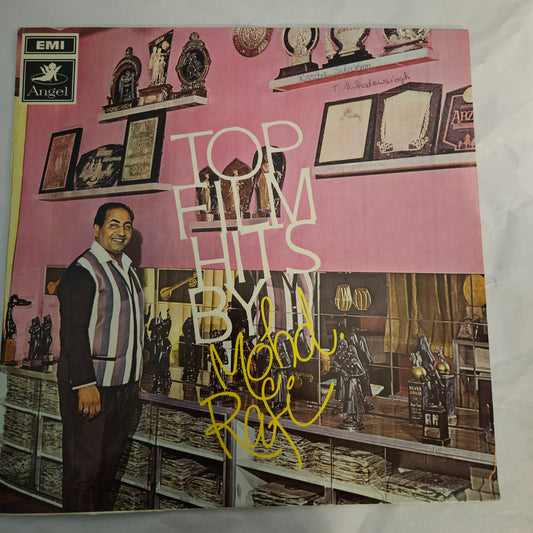 EMI
Angel
TOP
FILM
HITS
BY
Mohd.
Rafi